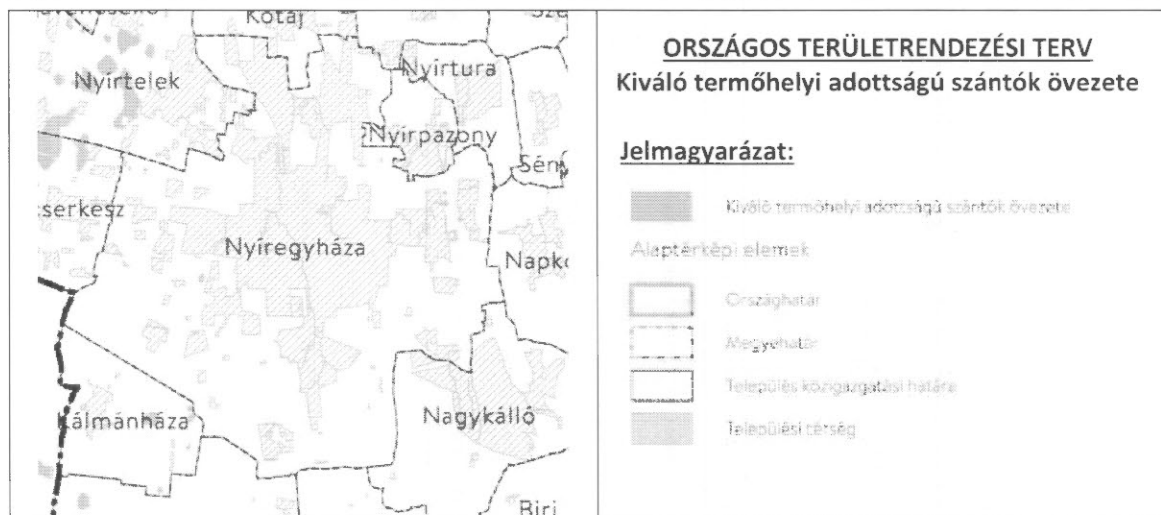 Kótaj
Nyírtelek
Nyírtura
Nyírpazony
Sén
serkesz
Nyíregyháza
Napk
Kálmánháza
Nagykálló
Biri
ORSZÁGOS TERÜLETRENDEZÉSI TERV
Kiváló termőhelyi adottságú szántók övezete
Jelmagyarázat:
Kiváló termőhelyi adottságú szántók övezete
Alaptérképi elemek
Országhatár
Megyehatár
Település közigazgatási határa
Települési térség